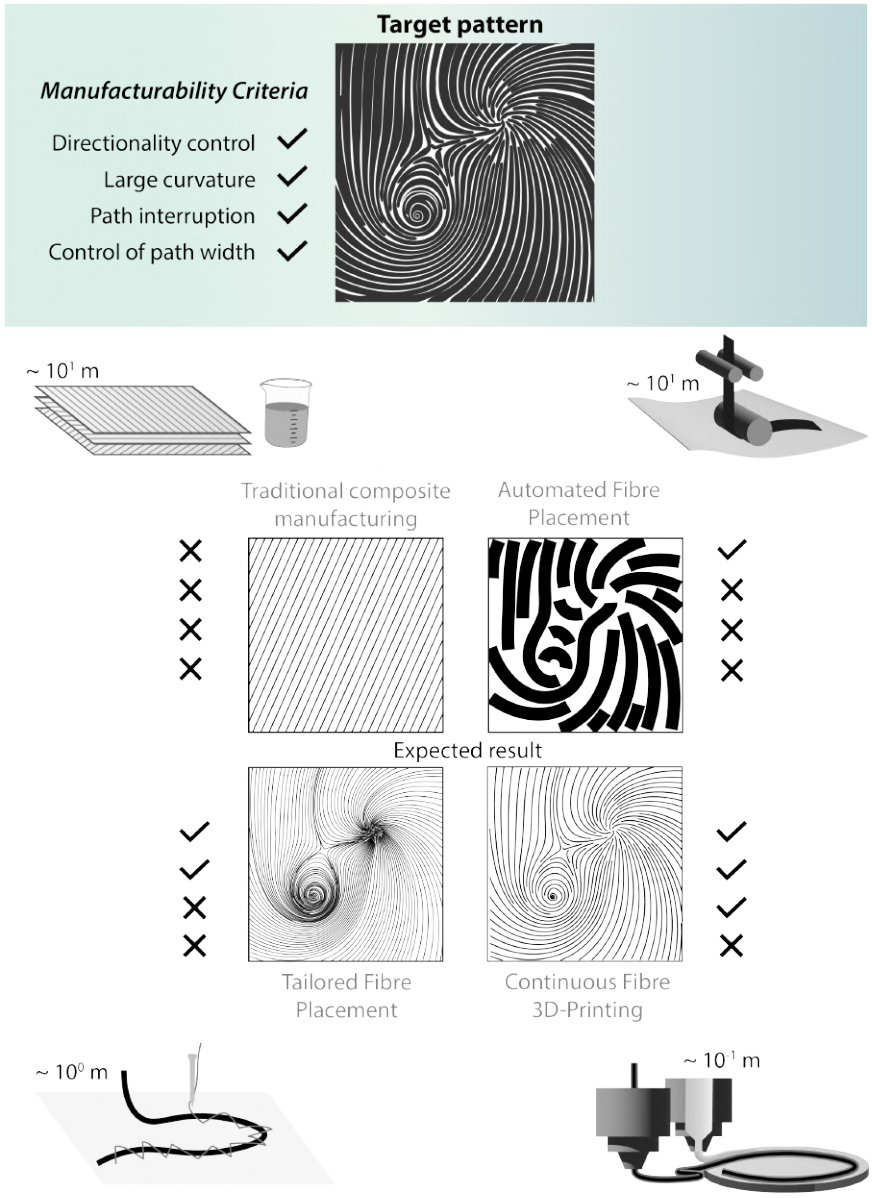 Target pattern
Manufacturability Criteria
Directionality control ✓
Large curvature ✓
Path interruption ✓
Control of path width ✓
~ 10¹ m
~ 10¹ m
Traditional composite
manufacturing
Automated Fibre
Placement
Expected result
Tailored Fibre
Placement
Continuous Fibre
3D-Printing
~ 10⁰ m
~ 10⁻¹ m